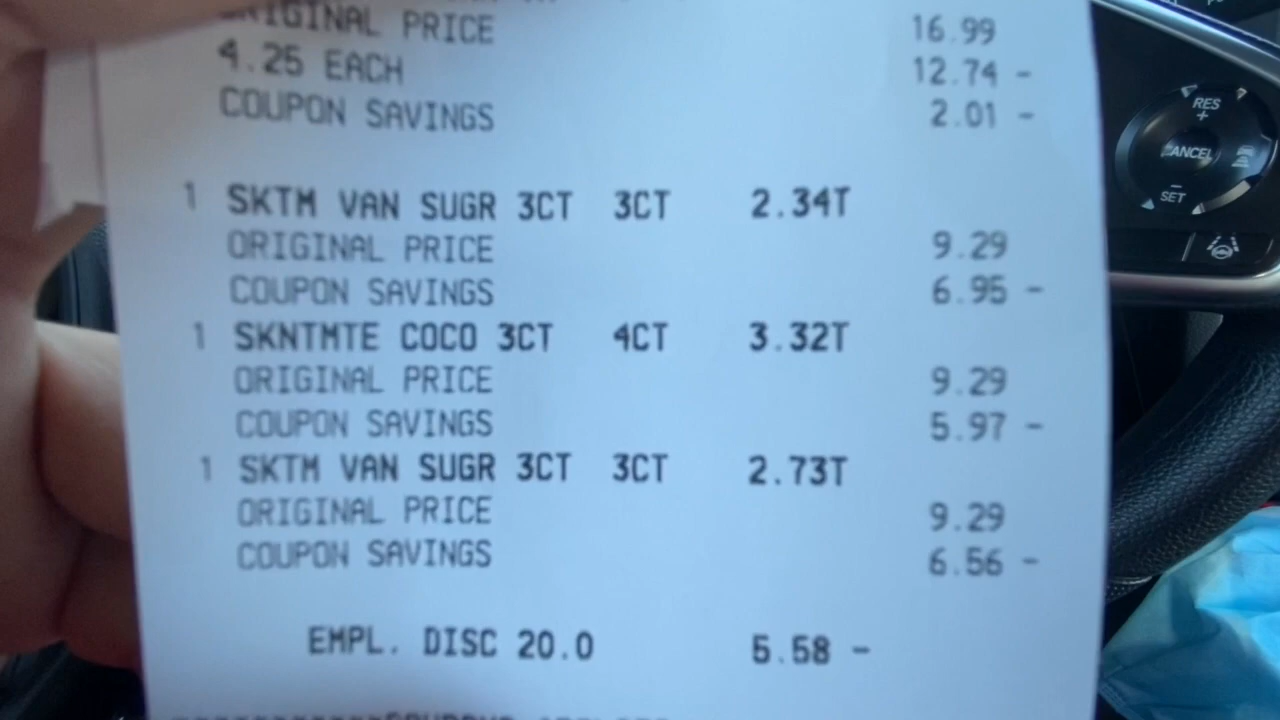 ORIGINAL PRICE 16.99
4.25 EACH 12.74 -
COUPON SAVINGS 2.01 -
1 SKTM VAN SUGR 3CT 3CT 2.34T
ORIGINAL PRICE 9.29
COUPON SAVINGS 6.95 -
1 SKNTMTE COCO 3CT 4CT 3.32T
ORIGINAL PRICE 9.29
COUPON SAVINGS 5.97 -
1 SKTM VAN SUGR 3CT 3CT 2.73T
ORIGINAL PRICE 9.29
COUPON SAVINGS 6.56 -
EMPL. DISC 20.0 5.58 -
RES
+
CANCEL
-
SET